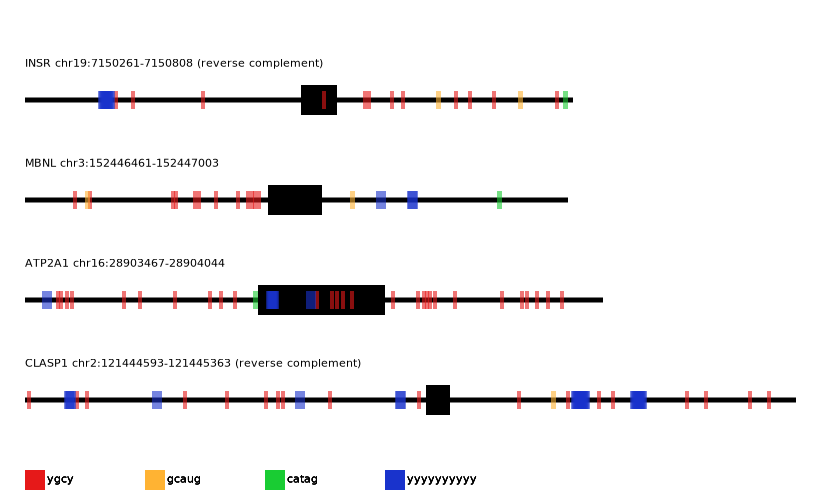 INSR chr19:7150261-7150808 (reverse complement)
MBNL chr3:152446461-152447003
ATP2A1 chr16:28903467-28904044
CLASP1 chr2:121444593-121445363 (reverse complement)
ygcy gcaug catag yyyyyyyyyy